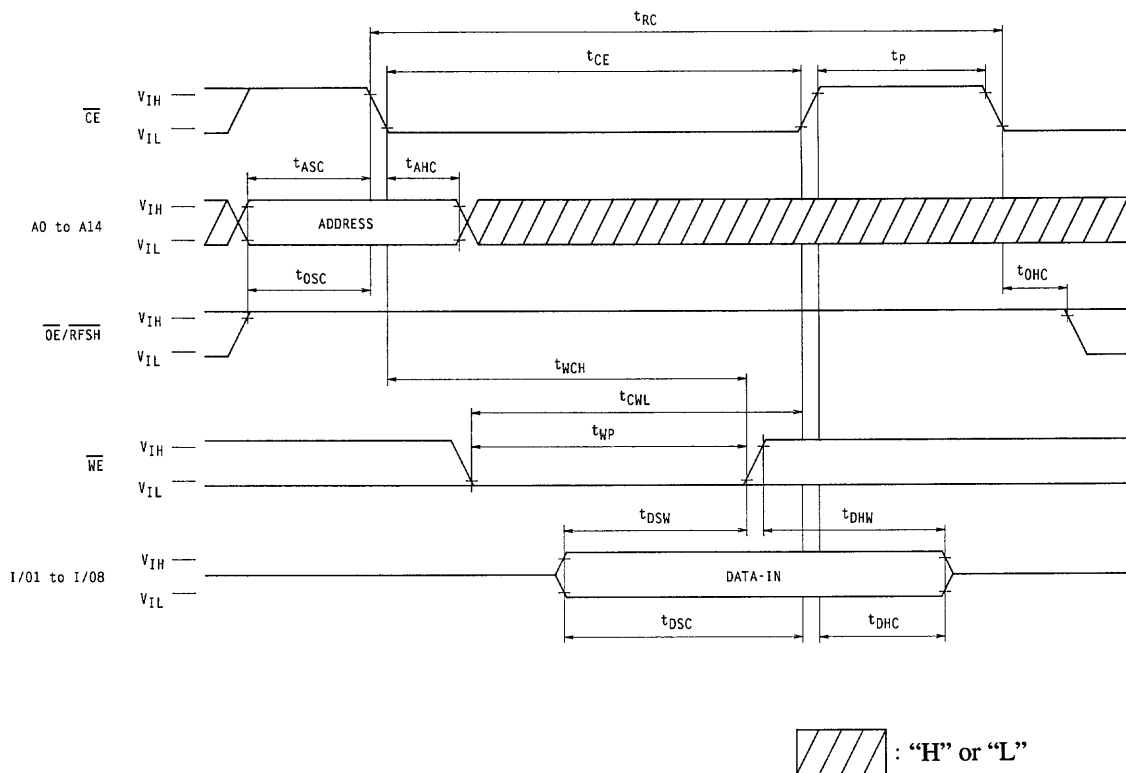 tRC
tCE
tP
CE
VIH
VIL
tASC
tAHC
A0 to A14
VIH
VIL
ADDRESS
tOSC
tOHC
OE/RFSH
VIH
VIL
tWCH
tCWL
tWP
WE
VIH
VIL
tDSW
tDHW
I/01 to I/08
VIH
VIL
DATA-IN
tDSC
tDHC
: “H” or “L”